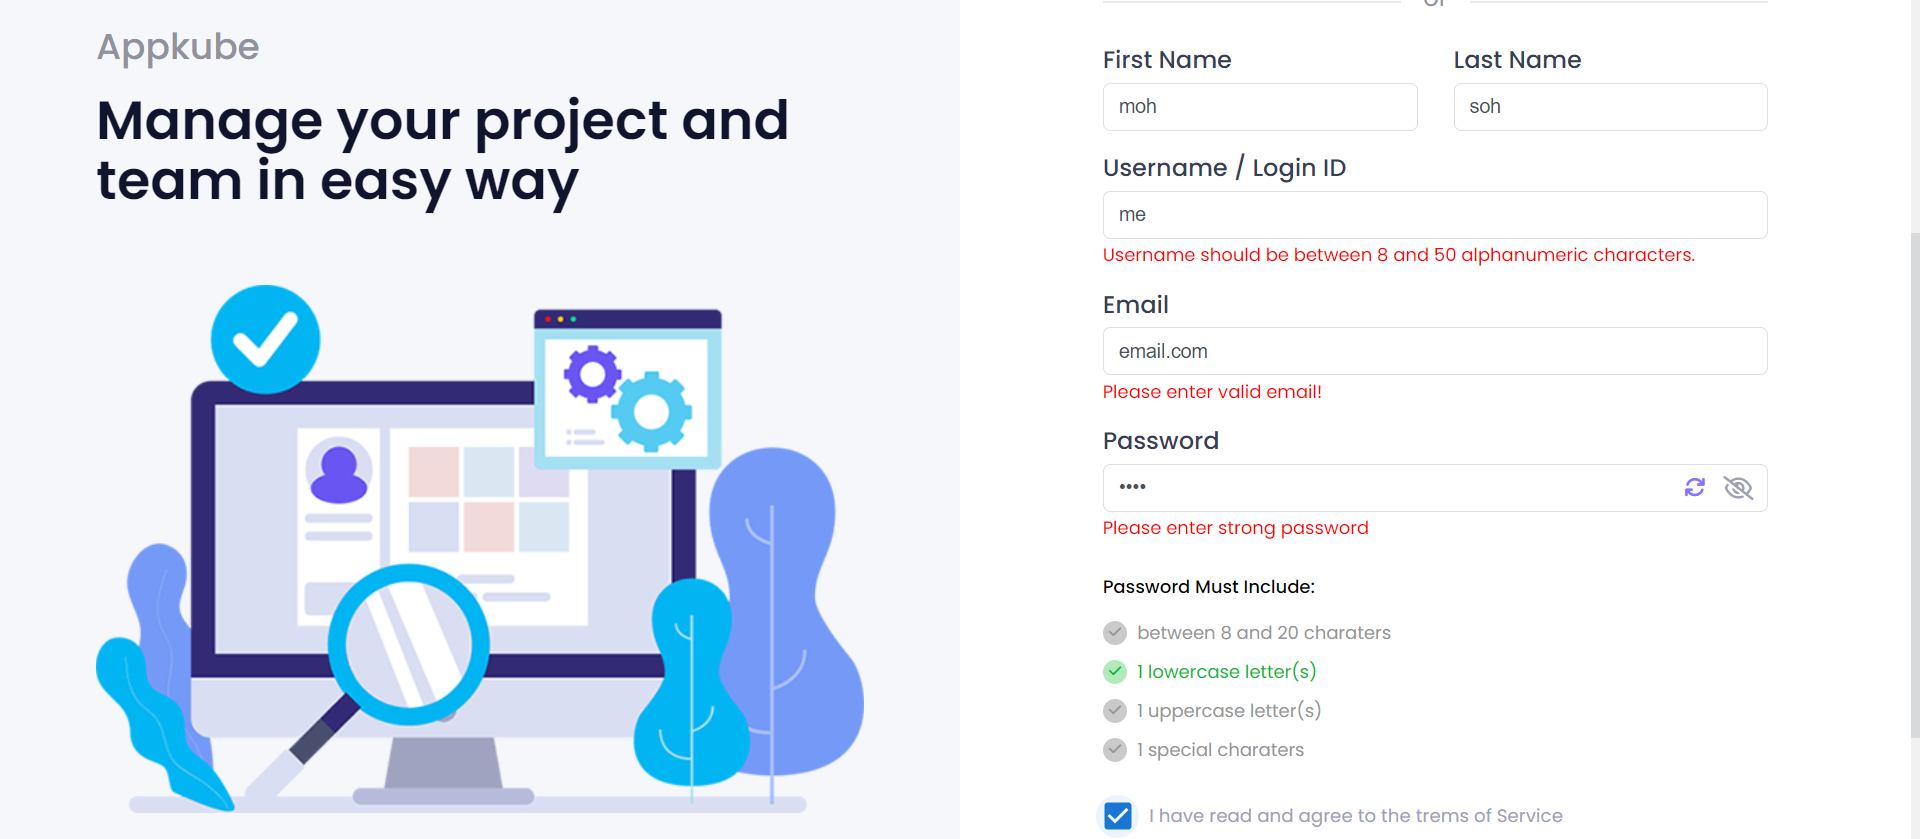 Appkube
Manage your project and
team in easy way
First Name
Last Name
moh
soh
Username / Login ID
me
Username should be between 8 and 50 alphanumeric characters.
Email
email.com
Please enter valid email!
Password
••••
Please enter strong password
Password Must Include:
between 8 and 20 charaters
1 lowercase letter(s)
1 uppercase letter(s)
1 special charaters
I have read and agree to the trems of Service